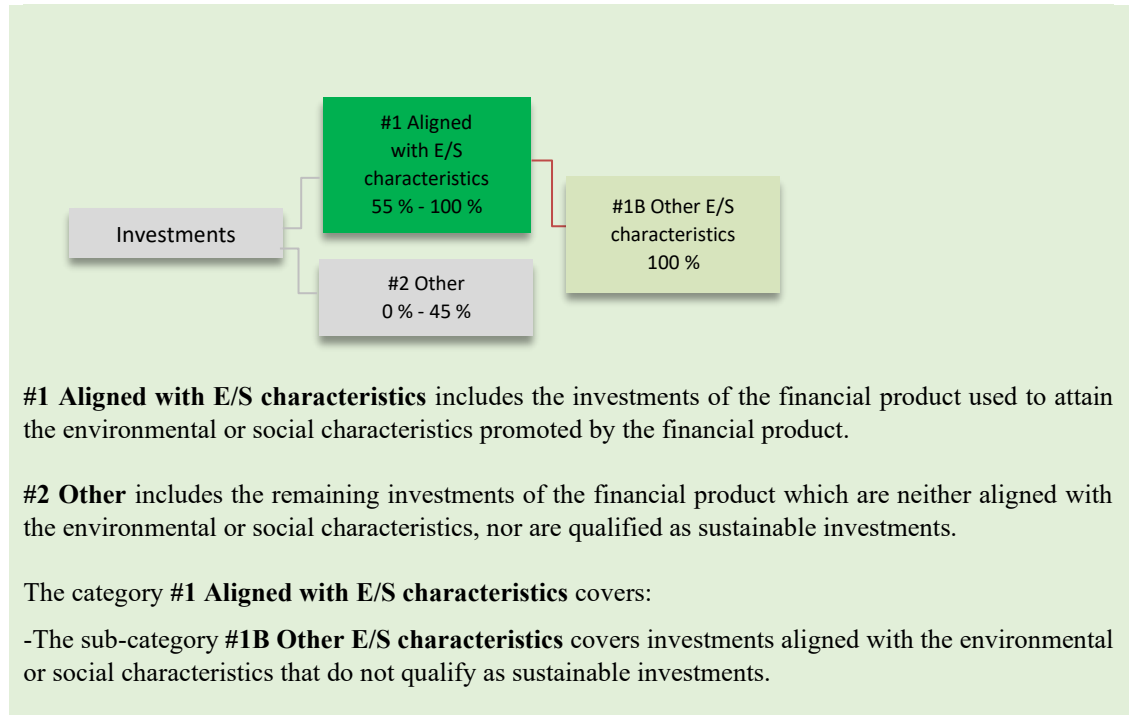 #1 Aligned
with E/S
characteristics
55 % - 100 %
#1B Other E/S
characteristics
100 %
Investments
#2 Other
0 % - 45 %
#1 Aligned with E/S characteristics includes the investments of the financial product used to attain
the environmental or social characteristics promoted by the financial product.
#2 Other includes the remaining investments of the financial product which are neither aligned with
the environmental or social characteristics, nor are qualified as sustainable investments.
The category #1 Aligned with E/S characteristics covers:
-The sub-category #1B Other E/S characteristics covers investments aligned with the environmental
or social characteristics that do not qualify as sustainable investments.